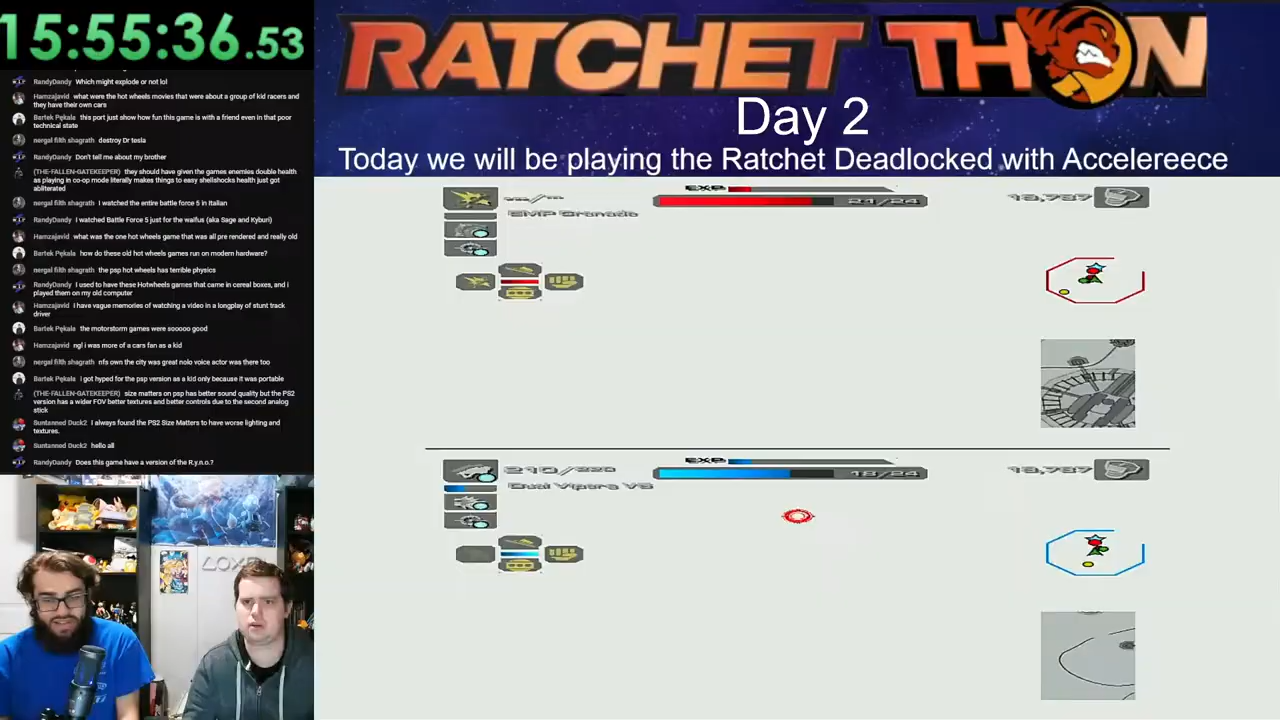 15:55:36.53
RATCHET THON
Day 2
Today we will be playing the Ratchet Deadlocked with Accelereece
RandyDandy Which might explode or not lol
Hamzajavid what were the hot wheels movies that were about a group of kid racers and
they have their own cars
Bartek Pękala this port just show how fun this game is with a friend even in that poor
technical state
nergal filth shagrath destroy Dr tesla
RandyDandy Don't tell me about my brother
(THE-FALLEN-GATEKEEPER) they should have given the games enemies double health
as playing in co-op mode literally makes things to easy shellshocks health just got
abliterated
nergal filth shagrath I watched the entire battle force 5 in Italian
RandyDandy I watched Battle Force 5 just for the waifus (aka Sage and Kyburi)
Hamzajavid what was the one hot wheels game that was all pre rendered and really old
Bartek Pękala how do these old hot wheels games run on modern hardware?
nergal filth shagrath the psp hot wheels has terrible physics
RandyDandy I used to have these Hotwheels games that came in cereal boxes, and i
played them on my old computer
Hamzajavid I have vague memories of watching a video in a longplay of stunt track
driver
Bartek Pękala the motorstorm games were sooooo good
Hamzajavid ngl i was more of a cars fan as a kid
nergal filth shagrath nfs own the city was great nolo voice actor was there too
Bartek Pękala I got hyped for the psp version as a kid only because it was portable
(THE-FALLEN-GATEKEEPER) size matters on psp has better sound quality but the PS2
version has a wider FOV better textures and better controls due to the second analog
stick
Suntanned Duck2 I always found the PS2 Size Matters to have worse lighting and
textures.
Suntanned Duck2 hello all
RandyDandy Does this game have a version of the R.y.n.o.?
EXP
21/24
EMP Grenade
18,787
EXP
210/220
18/24
18,787
Dual Vipers V5